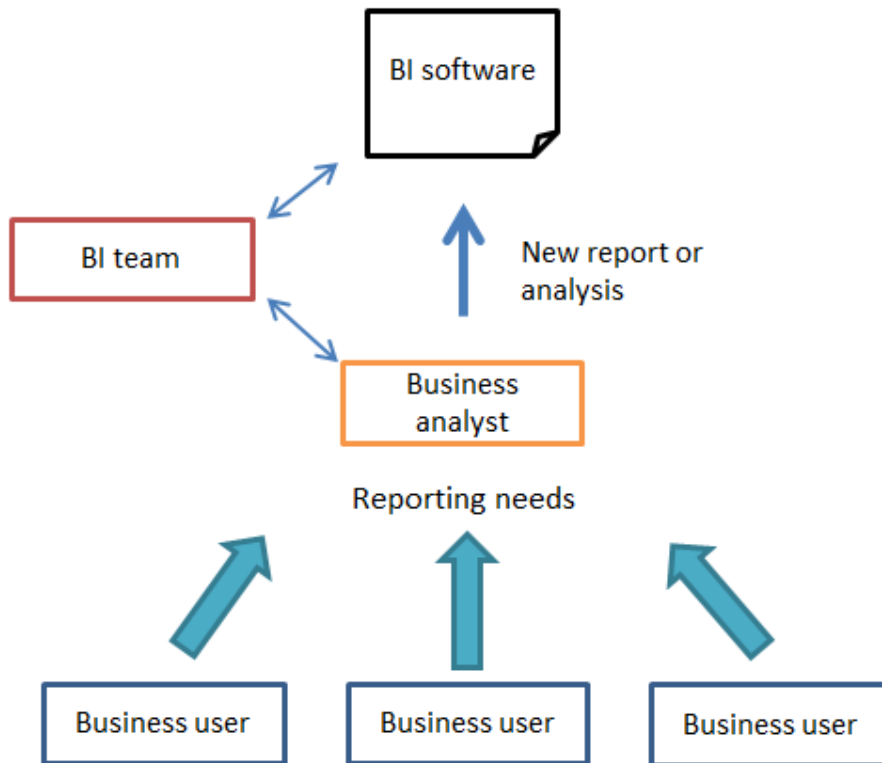 BI software
BI team
New report or
analysis
Business
analyst
Reporting needs
Business user
Business user
Business user